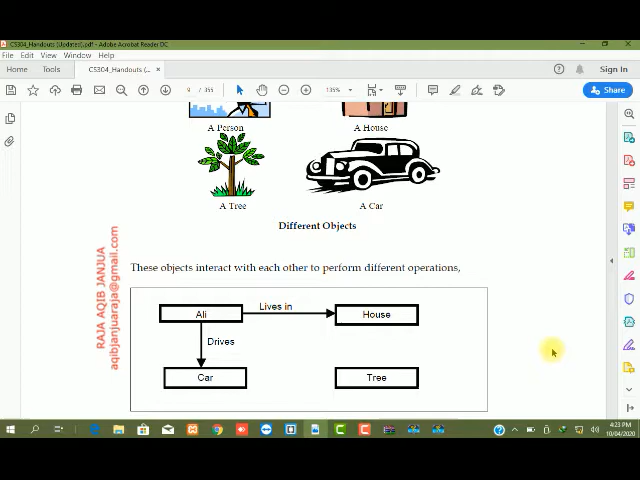 CS304_Handouts (Updated).pdf - Adobe Acrobat Reader DC
File Edit View Window Help
Home Tools CS304_Handouts (... × Sign In
9 / 355 135% Share
A Person A House
A Tree A Car
Different Objects
These objects interact with each other to perform different operations,
Ali Lives in House
Drives
Car Tree
RAJA AQIB JANJUA
aqibjanjuaraja@gmail.com
4:23 PM
10/04/2020